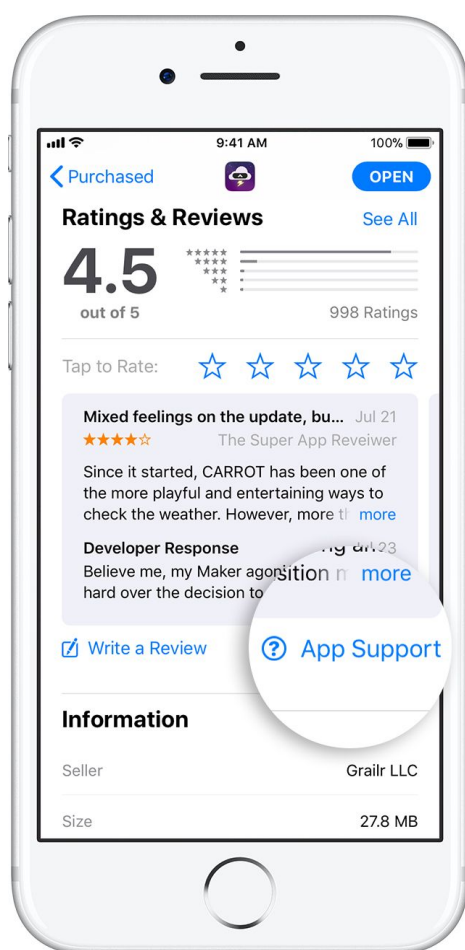 9:41 AM
100%
Purchased
OPEN
Ratings & Reviews
See All
4.5
out of 5
998 Ratings
Tap to Rate:
Mixed feelings on the update, bu... Jul 21
The Super App Reveiwer
Since it started, CARROT has been one of
the more playful and entertaining ways to
check the weather. However, more more
Developer Response
Believe me, my Maker
hard over the decision to
more
Write a Review
App Support
Information
Seller
Grailr LLC
Size
27.8 MB